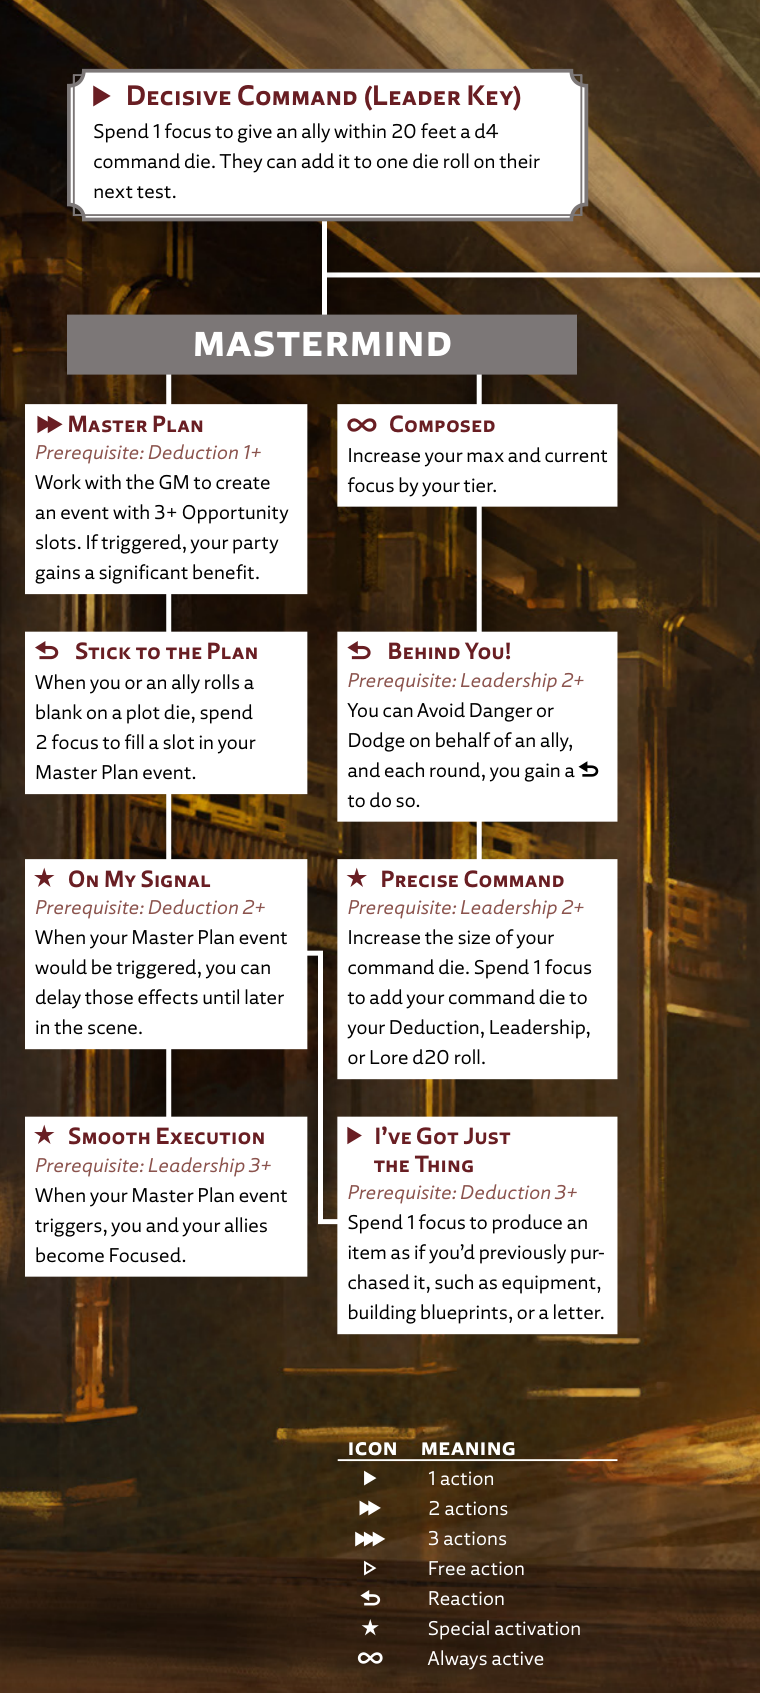 ▶ Decisive Command (Leader Key)
Spend 1 focus to give an ally within 20 feet a d4
command die. They can add it to one die roll on their
next test.
MASTERMIND
Master Plan
Prerequisite: Deduction 1+
Work with the GM to create
an event with 3+ Opportunity
slots. If triggered, your party
gains a significant benefit.
Stick to the Plan
When you or an ally rolls a
blank on a plot die, spend
2 focus to fill a slot in your
Master Plan event.
★ On My Signal
Prerequisite: Deduction 2+
When your Master Plan event
would be triggered, you can
delay those effects until later
in the scene.
★ Smooth Execution
Prerequisite: Leadership 3+
When your Master Plan event
triggers, you and your allies
become Focused.
∞ Composed
Increase your max and current
focus by your tier.
Behind You!
Prerequisite: Leadership 2+
You can Avoid Danger or
Dodge on behalf of an ally,
and each round, you gain a ⮌
to do so.
★ Precise Command
Prerequisite: Leadership 2+
Increase the size of your
command die. Spend 1 focus
to add your command die to
your Deduction, Leadership,
or Lore d20 roll.
▶ I’ve Got Just
the Thing
Prerequisite: Deduction 3+
Spend 1 focus to produce an
item as if you’d previously pur-
chased it, such as equipment,
building blueprints, or a letter.
ICON MEANING
▶ 1 action
▶▶ 2 actions
▶▶▶ 3 actions
▷ Free action
⮌ Reaction
★ Special activation
∞ Always active